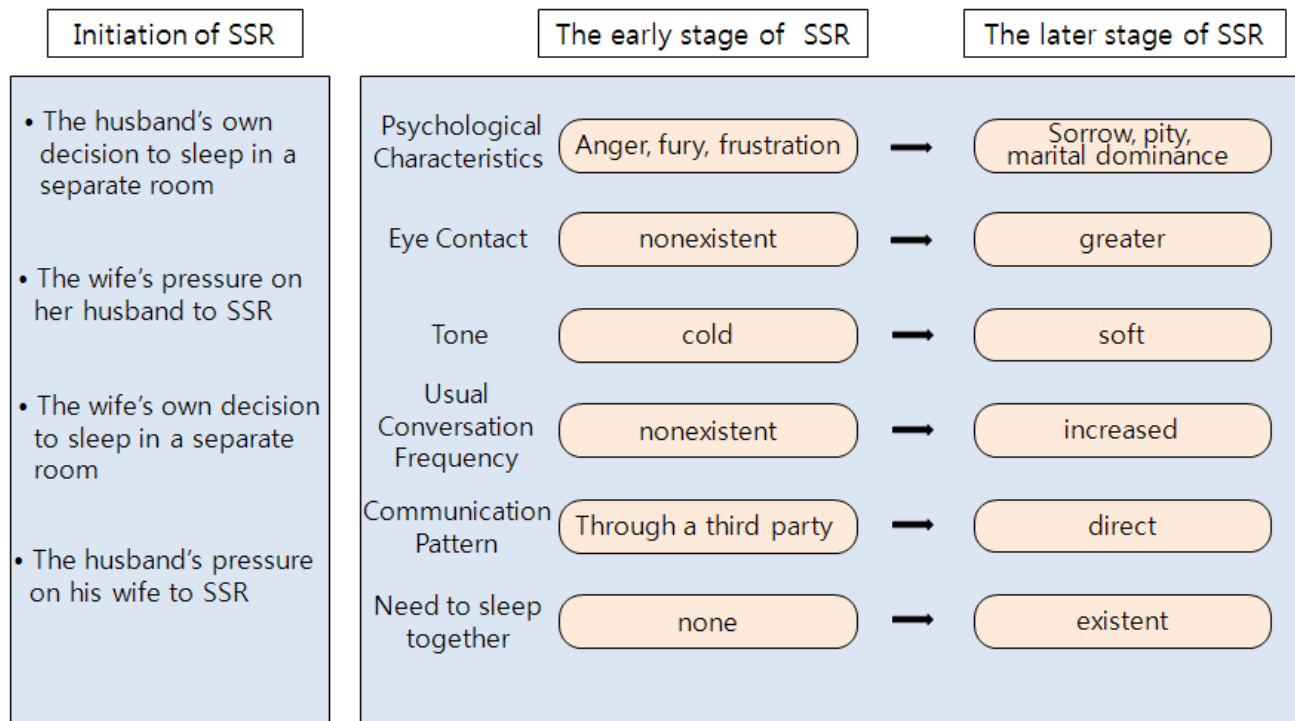 Initiation of SSR
The early stage of SSR
The later stage of SSR
• The husband's own
decision to sleep in a
separate room
• The wife's pressure on
her husband to SSR
• The wife's own decision
to sleep in a separate
room
• The husband's pressure
on his wife to SSR
Psychological
Characteristics
Anger, fury, frustration
Sorrow, pity,
marital dominance
Eye Contact
nonexistent
greater
Tone
cold
soft
Usual
Conversation
Frequency
nonexistent
increased
Communication
Pattern
Through a third party
direct
Need to sleep
together
none
existent